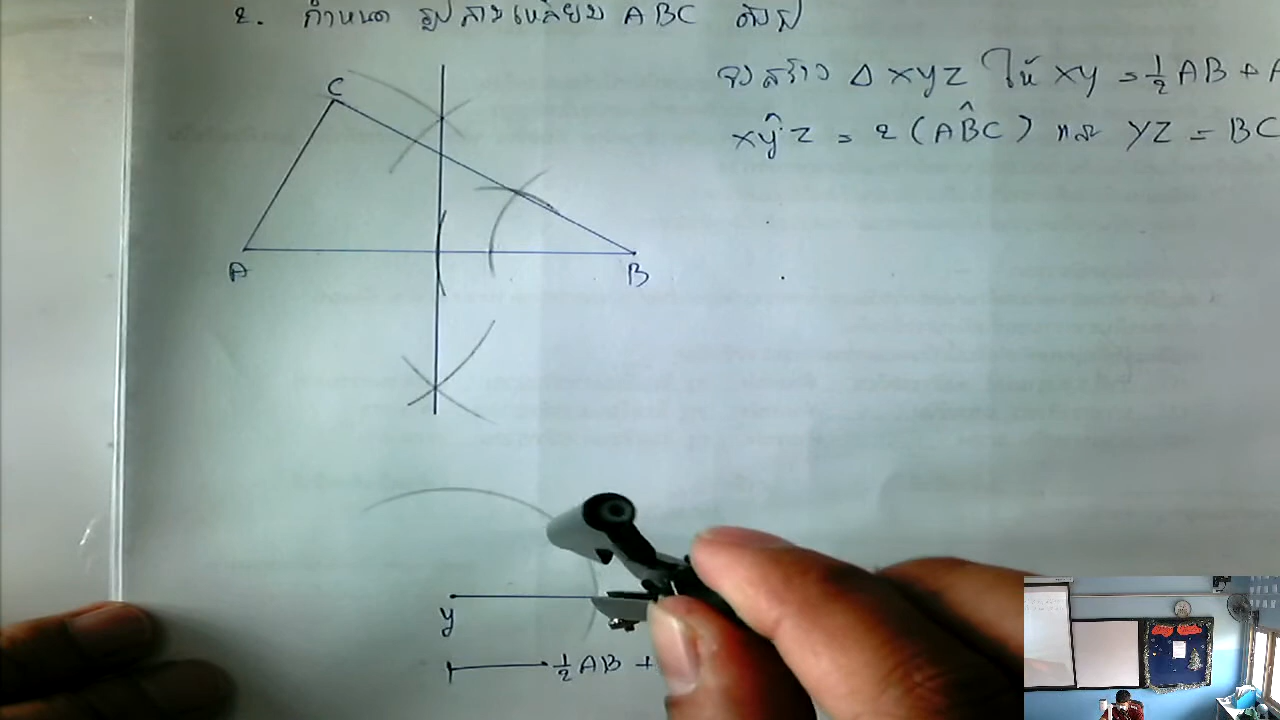 2. กำหนด รูปสามเหลี่ยม ABC ดังรูป
จงสร้าง △ XYZ ให้ XY = ½ AB + A
XŶZ = 2 (AB̂C) และ YZ = BC
C
A
B
Y
½ AB +